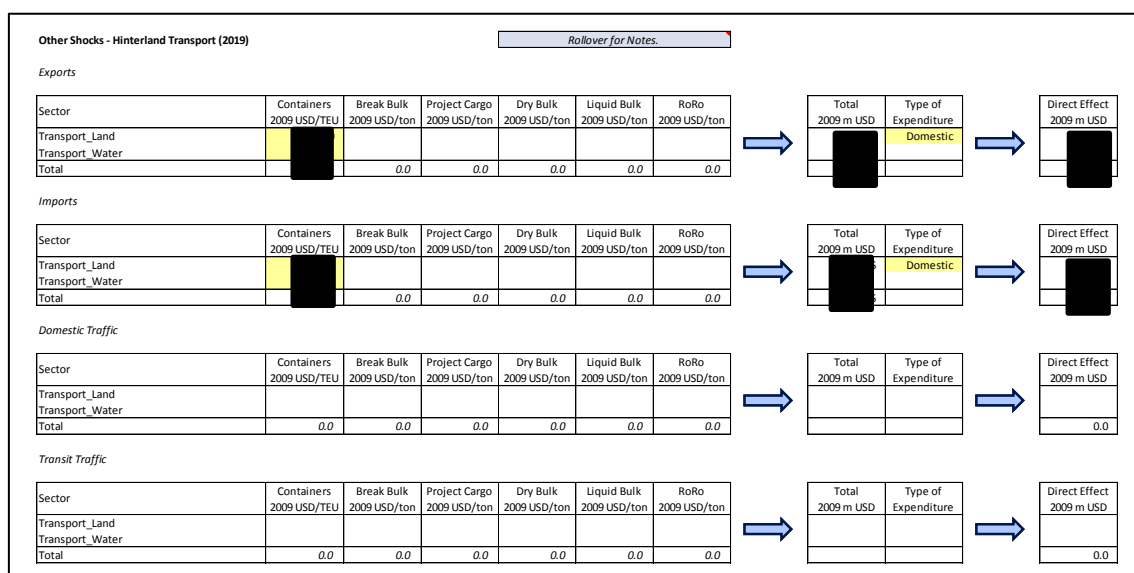 Other Shocks - Hinterland Transport (2019) Rollover for Notes.
Exports
Sector Containers Break Bulk Project Cargo Dry Bulk Liquid Bulk RoRo Total Type of Direct Effect
2009 USD/TEU 2009 USD/ton 2009 USD/ton 2009 USD/ton 2009 USD/ton 2009 USD/ton 2009 m USD Expenditure 2009 m USD
Transport_Land Domestic
Transport_Water
Total 0.0 0.0 0.0 0.0 0.0
Imports
Sector Containers Break Bulk Project Cargo Dry Bulk Liquid Bulk RoRo Total Type of Direct Effect
2009 USD/TEU 2009 USD/ton 2009 USD/ton 2009 USD/ton 2009 USD/ton 2009 USD/ton 2009 m USD Expenditure 2009 m USD
Transport_Land Domestic
Transport_Water
Total 0.0 0.0 0.0 0.0 0.0
Domestic Traffic
Sector Containers Break Bulk Project Cargo Dry Bulk Liquid Bulk RoRo Total Type of Direct Effect
2009 USD/TEU 2009 USD/ton 2009 USD/ton 2009 USD/ton 2009 USD/ton 2009 USD/ton 2009 m USD Expenditure 2009 m USD
Transport_Land
Transport_Water
Total 0.0 0.0 0.0 0.0 0.0 0.0 0.0
Transit Traffic
Sector Containers Break Bulk Project Cargo Dry Bulk Liquid Bulk RoRo Total Type of Direct Effect
2009 USD/TEU 2009 USD/ton 2009 USD/ton 2009 USD/ton 2009 USD/ton 2009 USD/ton 2009 m USD Expenditure 2009 m USD
Transport_Land
Transport_Water
Total 0.0 0.0 0.0 0.0 0.0 0.0 0.0